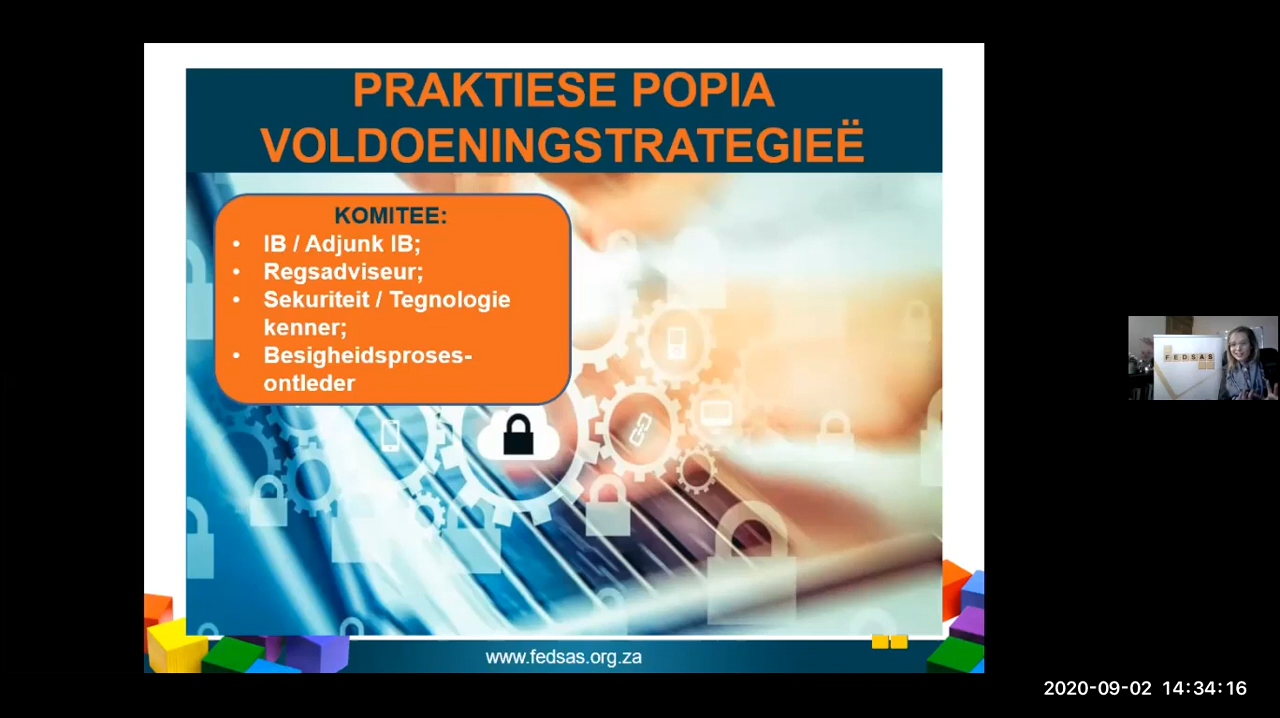 PRAKTIESE POPIA
VOLDOENINGSTRATEGIEË
KOMITEE:
• IB / Adjunk IB;
• Regsadviseur;
• Sekuriteit / Tegnologie
kenner;
• Besigheidsproses-
ontleder
FEDSAS
www.fedsas.org.za
2020-09-02 14:34:16